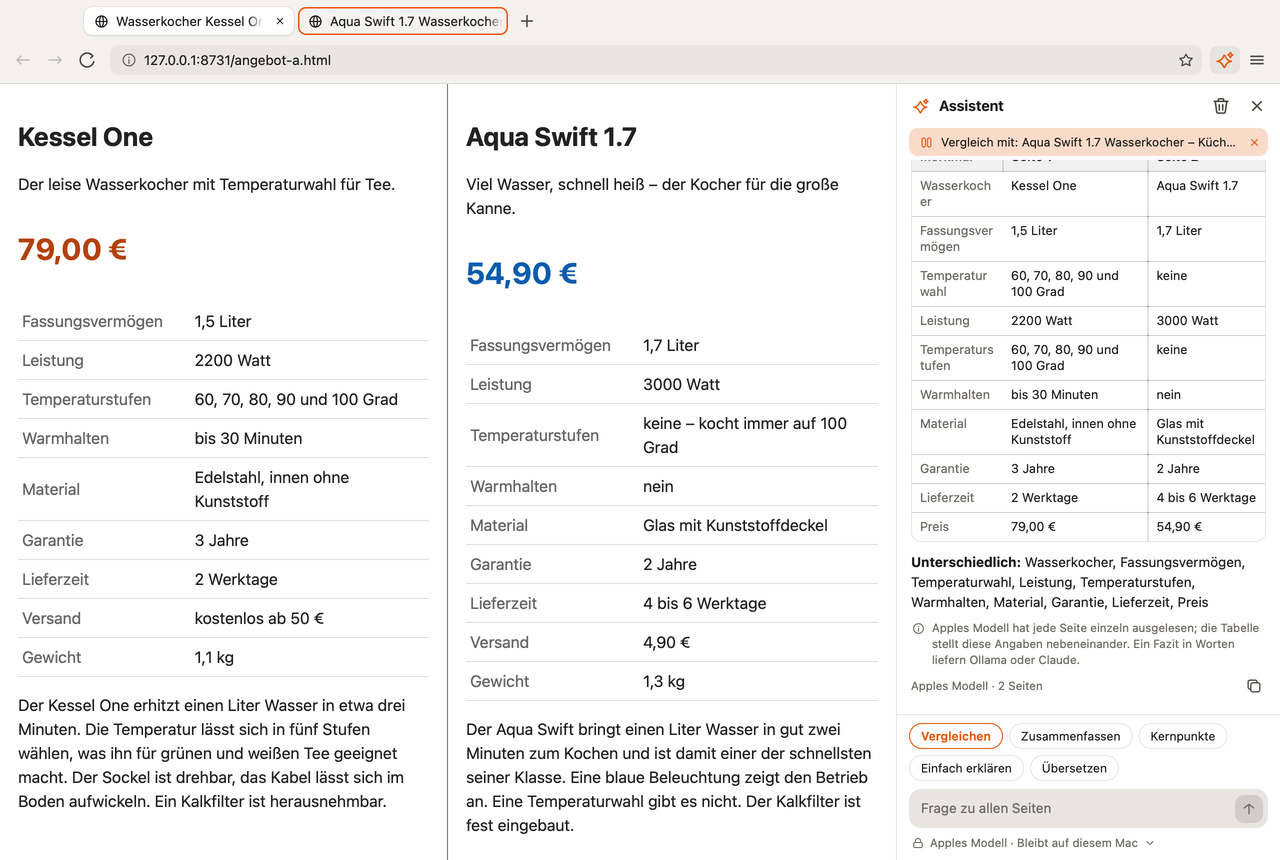 Wasserkocher Kessel Or
Aqua Swift 1.7 Wasserkoche
127.0.0.1:8731/angebot-a.html
Kessel One
Der leise Wasserkocher mit Temperaturwahl für Tee.
79,00 €
Fassungsvermögen 1,5 Liter
Leistung 2200 Watt
Temperaturstufen 60, 70, 80, 90 und 100 Grad
Warmhalten bis 30 Minuten
Material Edelstahl, innen ohne
Kunststoff
Garantie 3 Jahre
Lieferzeit 2 Werktage
Versand kostenlos ab 50 €
Gewicht 1,1 kg
Der Kessel One erhitzt einen Liter Wasser in etwa drei
Minuten. Die Temperatur lässt sich in fünf Stufen
wählen, was ihn für grünen und weißen Tee geeignet
macht. Der Sockel ist drehbar, das Kabel lässt sich im
Boden aufwickeln. Ein Kalkfilter ist herausnehmbar.
Aqua Swift 1.7
Viel Wasser, schnell heiß – der Kocher für die große
Kanne.
54,90 €
Fassungsvermögen 1,7 Liter
Leistung 3000 Watt
Temperaturstufen keine – kocht immer auf 100
Grad
Warmhalten nein
Material Glas mit Kunststoffdeckel
Garantie 2 Jahre
Lieferzeit 4 bis 6 Werktage
Versand 4,90 €
Gewicht 1,3 kg
Der Aqua Swift bringt einen Liter Wasser in gut zwei
Minuten zum Kochen und ist damit einer der schnellsten
seiner Klasse. Eine blaue Beleuchtung zeigt den Betrieb
an. Eine Temperaturwahl gibt es nicht. Der Kalkfilter ist
fest eingebaut.
Assistent
Vergleich mit: Aqua Swift 1.7 Wasserkocher – Küch...
Wasserkoch Kessel One Aqua Swift 1.7
er
Fassungsver 1,5 Liter 1,7 Liter
mögen
Temperatur 60, 70, 80, 90 und keine
wahl 100 Grad
Leistung 2200 Watt 3000 Watt
Temperaturs 60, 70, 80, 90 und keine
tufen 100 Grad
Warmhalten bis 30 Minuten nein
Material Edelstahl, innen ohne Glas mit
Kunststoff Kunststoffdeckel
Garantie 3 Jahre 2 Jahre
Lieferzeit 2 Werktage 4 bis 6 Werktage
Preis 79,00 € 54,90 €
Unterschiedlich: Wasserkocher, Fassungsvermögen,
Temperaturwahl, Leistung, Temperaturstufen,
Warmhalten, Material, Garantie, Lieferzeit, Preis
Apples Modell hat jede Seite einzeln ausgelesen; die Tabelle
stellt diese Angaben nebeneinander. Ein Fazit in Worten
liefern Ollama oder Claude.
Apples Modell · 2 Seiten
Vergleichen Zusammenfassen Kernpunkte
Einfach erklären Übersetzen
Frage zu allen Seiten
Apples Modell · Bleibt auf diesem Mac